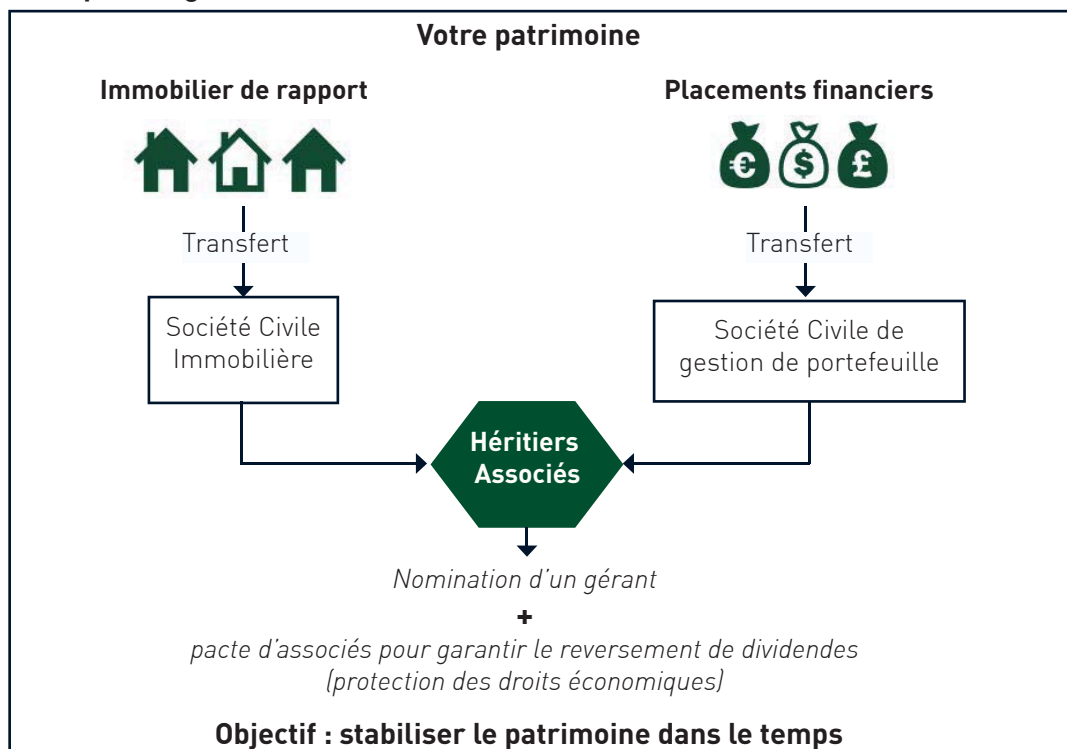 Votre patrimoine
Immobilier de rapport
Placements financiers
€ $ £
Transfert
Transfert
Société Civile
Immobilière
Société Civile de
gestion de portefeuille
Héritiers
Associés
Nomination d'un gérant
+
pacte d'associés pour garantir le reversement de dividendes
(protection des droits économiques)
Objectif : stabiliser le patrimoine dans le temps